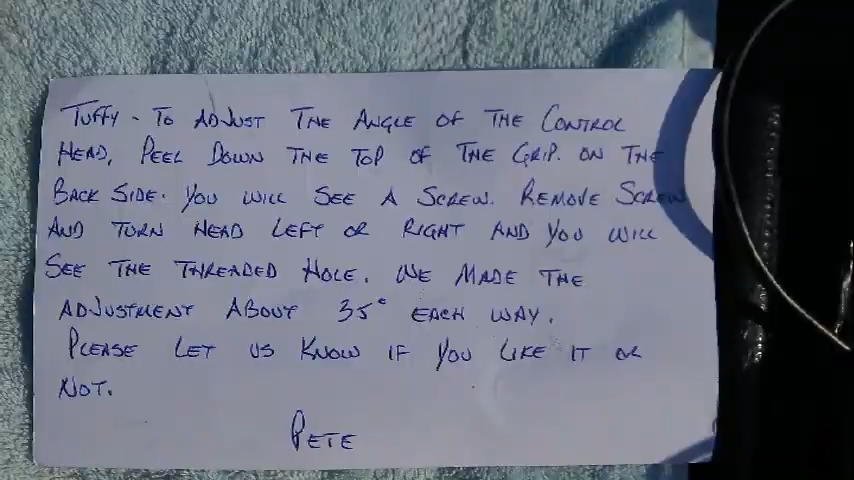 TUFFY - TO ADJUST THE ANGLE OF THE CONTROL
HEAD, PEEL DOWN THE TOP OF THE GRIP. ON THE
BACK SIDE. YOU WILL SEE A SCREW. REMOVE SCREW
AND TURN HEAD LEFT OR RIGHT AND YOU WILL
SEE THE THREADED HOLE. WE MADE THE
ADJUSTMENT ABOUT 35° EACH WAY.
PLEASE LET US KNOW IF YOU LIKE IT OR
NOT.
PETE